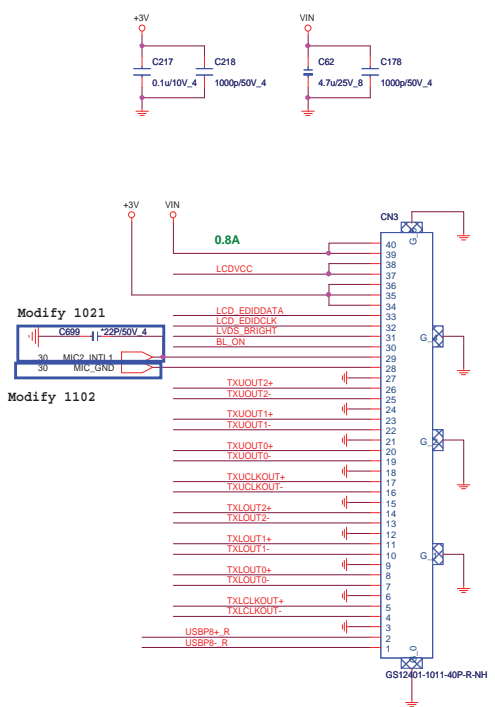 +3V
VIN
C217
C218
C62
C178
0.1u/10V_4
1000p/50V_4
4.7u/25V_8
1000p/50V_4
+3V
VIN
CN3
0.8A
40
39
LCDVCC
38
37
36
35
34
Modify 1021
LCD_EDIDDATA
33
LCD_EDIDCLK
32
C699
*22P/50V_4
LVDS_BRIGHT
31
BL_ON
30
30
MIC2_INTL1
29
30
MIC_GND
28
Modify 1102
27
TXUOUT2+
26
TXUOUT2-
25
24
TXUOUT1+
23
TXUOUT1-
22
21
TXUOUT0+
20
TXUOUT0-
19
18
TXUCLKOUT+
17
TXUCLKOUT-
16
15
TXLOUT2+
14
TXLOUT2-
13
12
TXLOUT1+
11
TXLOUT1-
10
9
TXLOUT0+
8
TXLOUT0-
7
6
TXLCLKOUT+
5
TXLCLKOUT-
4
3
USBP8+_R
2
USBP8-_R
1
GS12401-1011-40P-R-NH